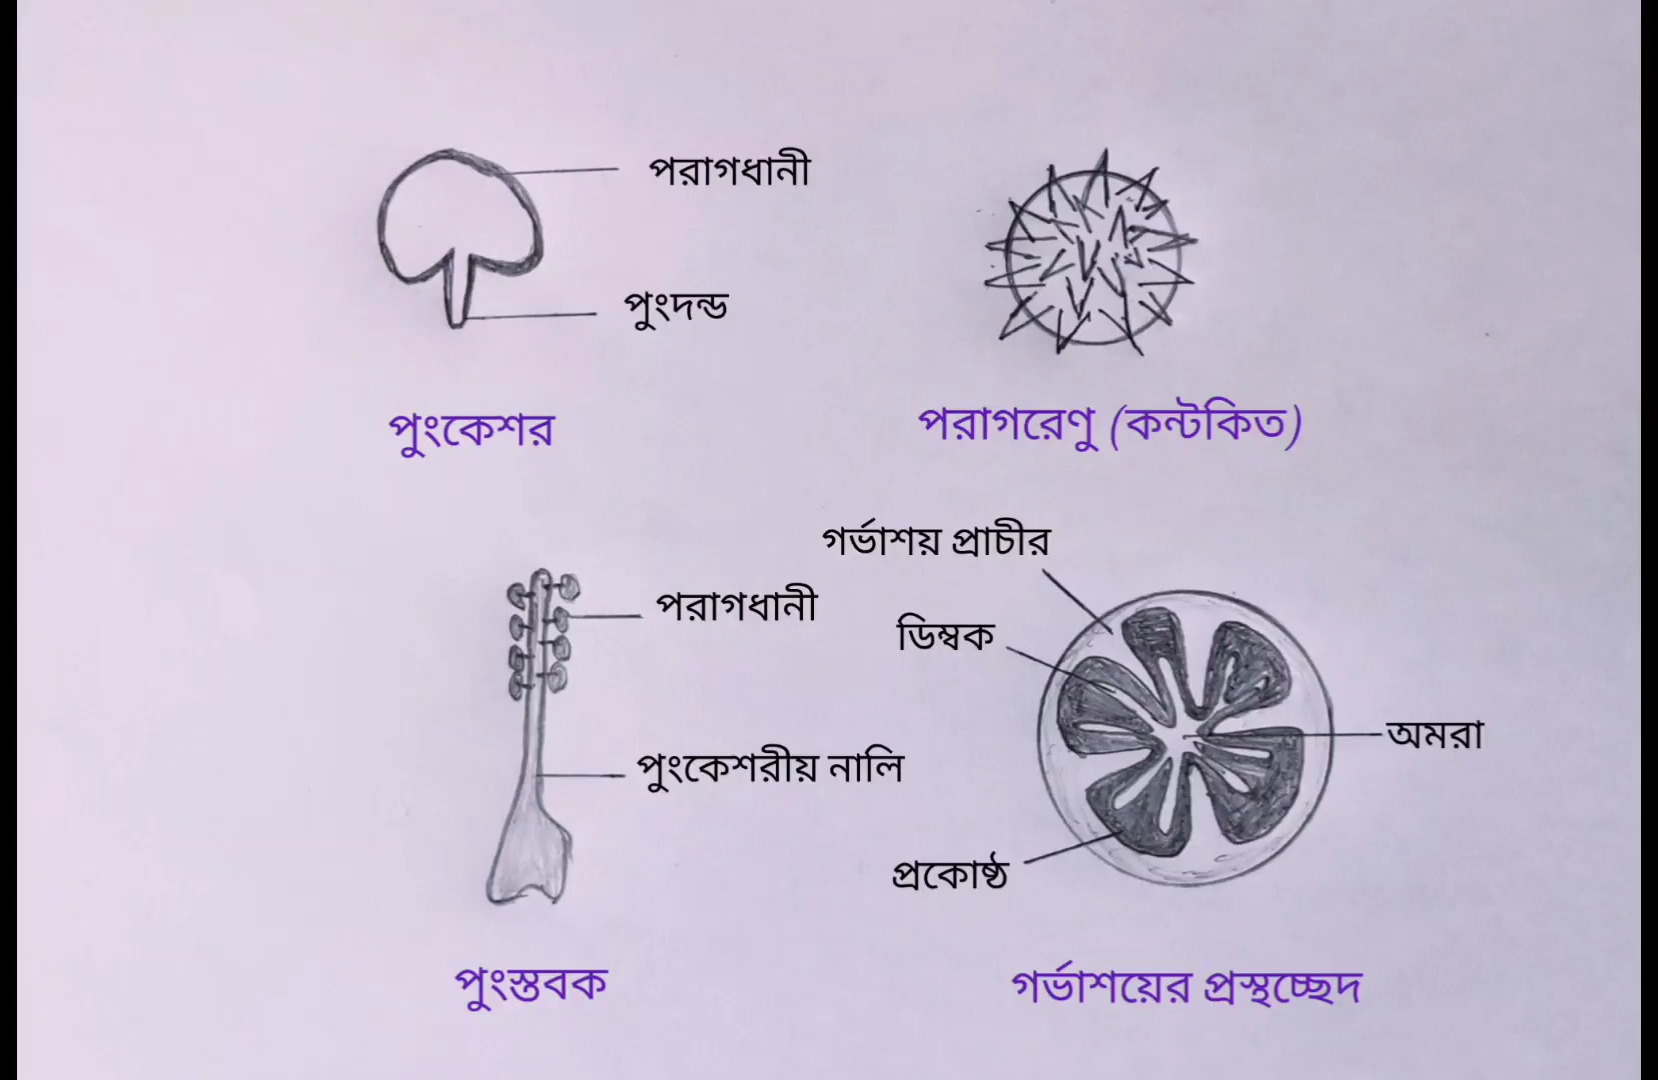 পরাগধানী
পুংদন্ড
পুংকেশর
পরাগরেণু (কন্টকিত)
গর্ভাশয় প্রাচীর
পরাগধানী
ডিম্বক
অমরা
পুংকেশরীয় নালি
প্রকোষ্ঠ
পুংস্তবক
গর্ভাশয়ের প্রস্থচ্ছেদ